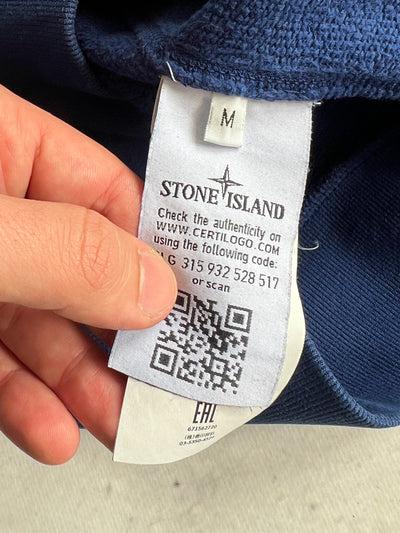 M
STONE ISLAND
Check the authenticity on
WWW.CERTILOGO.COM
using the following code:
LG 315 932 528 517
or scan
EAC